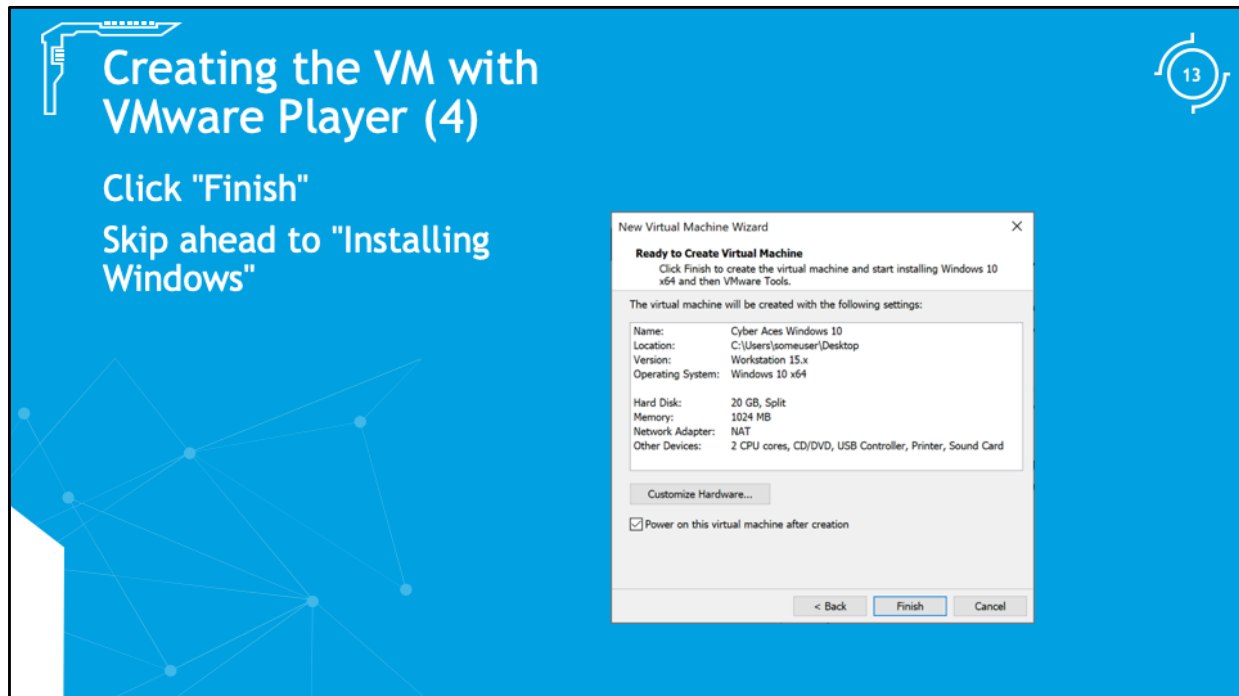 Creating the VM with
VMware Player (4)
13
Click "Finish"
Skip ahead to "Installing
Windows"
New Virtual Machine Wizard
Ready to Create Virtual Machine
Click Finish to create the virtual machine and start installing Windows 10
x64 and then VMware Tools.
The virtual machine will be created with the following settings:
Name: Cyber Aces Windows 10
Location: C:\Users\someuser\Desktop
Version: Workstation 15.x
Operating System: Windows 10 x64
Hard Disk: 20 GB, Split
Memory: 1024 MB
Network Adapter: NAT
Other Devices: 2 CPU cores, CD/DVD, USB Controller, Printer, Sound Card
Customize Hardware...
Power on this virtual machine after creation
< Back Finish Cancel